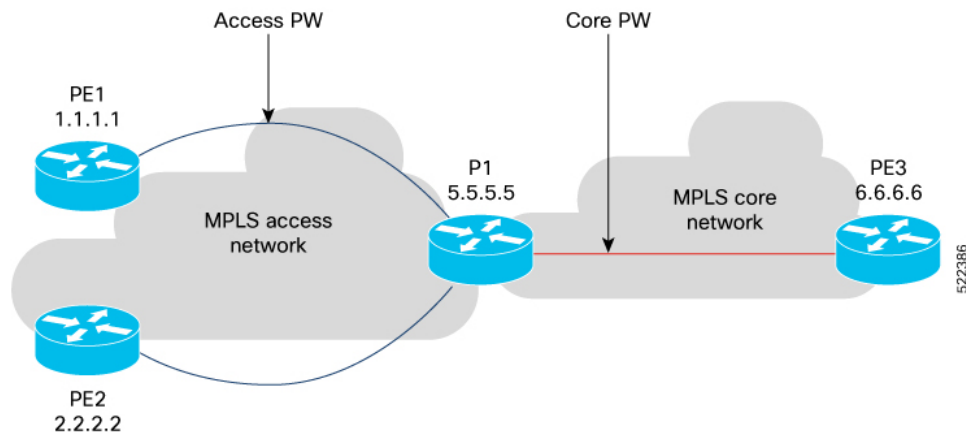 Access PW
Core PW
PE1
1.1.1.1
P1
5.5.5.5
PE3
6.6.6.6
MPLS access
network
MPLS core
network
PE2
2.2.2.2
522386